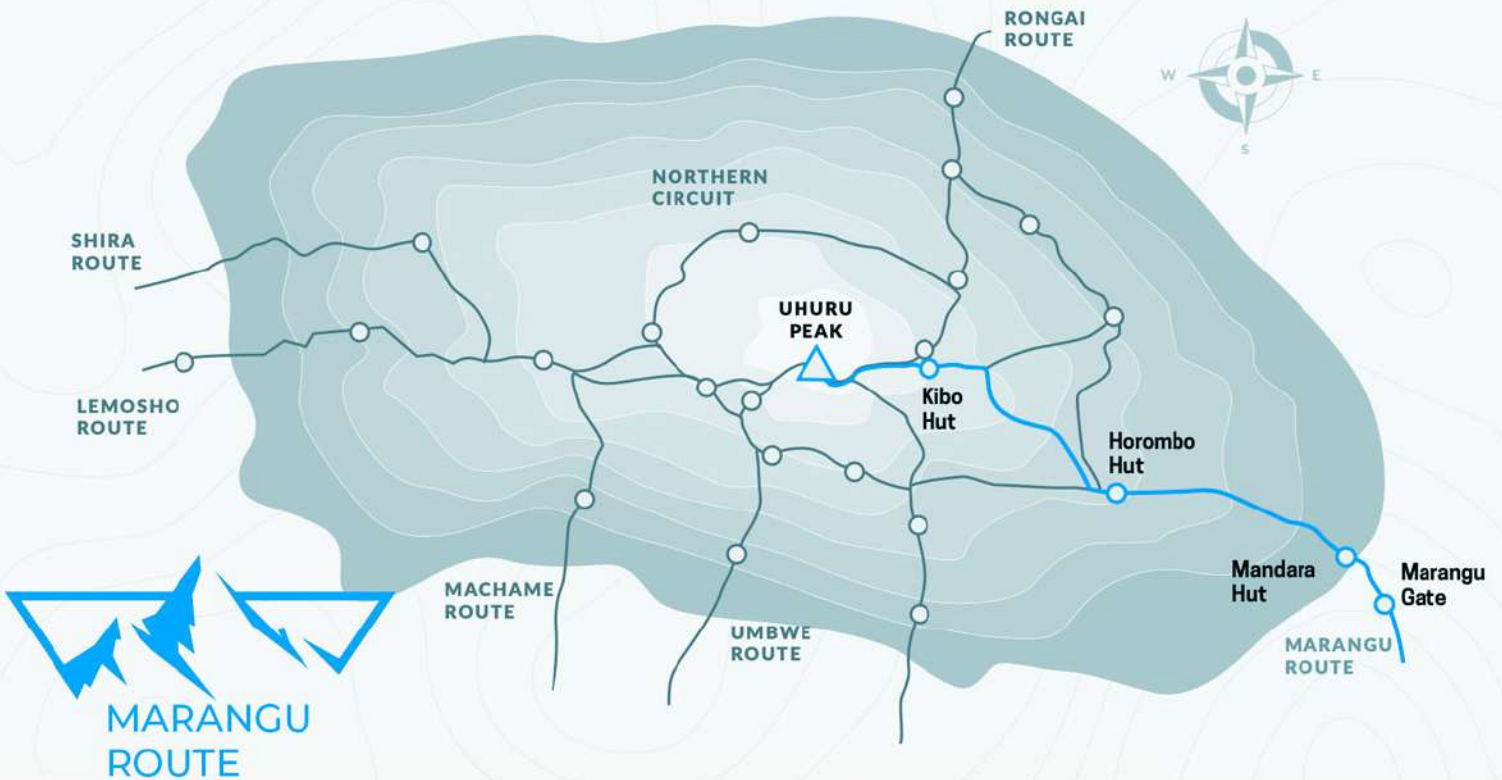 RONGAI
ROUTE
W
E
S
NORTHERN
CIRCUIT
SHIRA
ROUTE
UHURU
PEAK
LEMOSHO
ROUTE
Kibo
Hut
Horombo
Hut
Mandara
Hut
Marangu
Gate
MACHAME
ROUTE
UMBWE
ROUTE
MARANGU
ROUTE
MARANGU
ROUTE